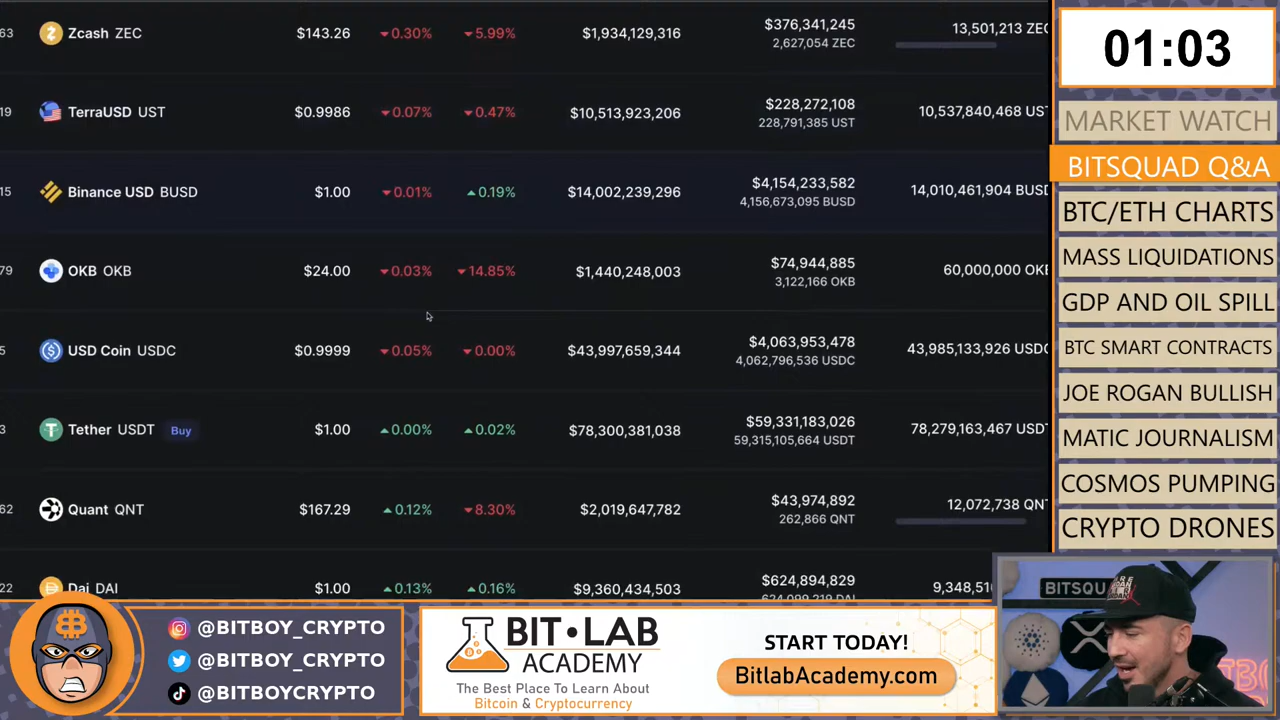 63 Zcash ZEC $143.26 0.30% 5.99% $1,934,129,316 $376,341,245 13,501,213 ZEC
2,627,054 ZEC
19 TerraUSD UST $0.9986 0.07% 0.47% $10,513,923,206 $228,272,108 10,537,840,468 UST
228,791,385 UST
15 Binance USD BUSD $1.00 0.01% 0.19% $14,002,239,296 $4,154,233,582 14,010,461,904 BUSD
4,156,673,095 BUSD
79 OKB OKB $24.00 0.03% 14.85% $1,440,248,003 $74,944,885 60,000,000 OKB
3,122,166 OKB
5 USD Coin USDC $0.9999 0.05% 0.00% $43,997,659,344 $4,063,953,478 43,985,133,926 USDC
4,062,796,536 USDC
3 Tether USDT Buy $1.00 0.00% 0.02% $78,300,381,038 $59,331,183,026 78,279,163,467 USDT
59,315,105,664 USDT
62 Quant QNT $167.29 0.12% 8.30% $2,019,647,782 $43,974,892 12,072,738 QNT
262,866 QNT
22 Dai DAI $1.00 0.13% 0.16% $9,360,434,503 $624,894,829 9,348,51
01:03
MARKET WATCH
BITSQUAD Q&A
BTC/ETH CHARTS
MASS LIQUIDATIONS
GDP AND OIL SPILL
BTC SMART CONTRACTS
JOE ROGAN BULLISH
MATIC JOURNALISM
COSMOS PUMPING
CRYPTO DRONES
@BITBOY_CRYPTO
@BITBOY_CRYPTO
@BITBOYCRYPTO
BIT•LAB
ACADEMY
The Best Place To Learn About
Bitcoin & Cryptocurrency
START TODAY!
BitlabAcademy.com
BITSQU